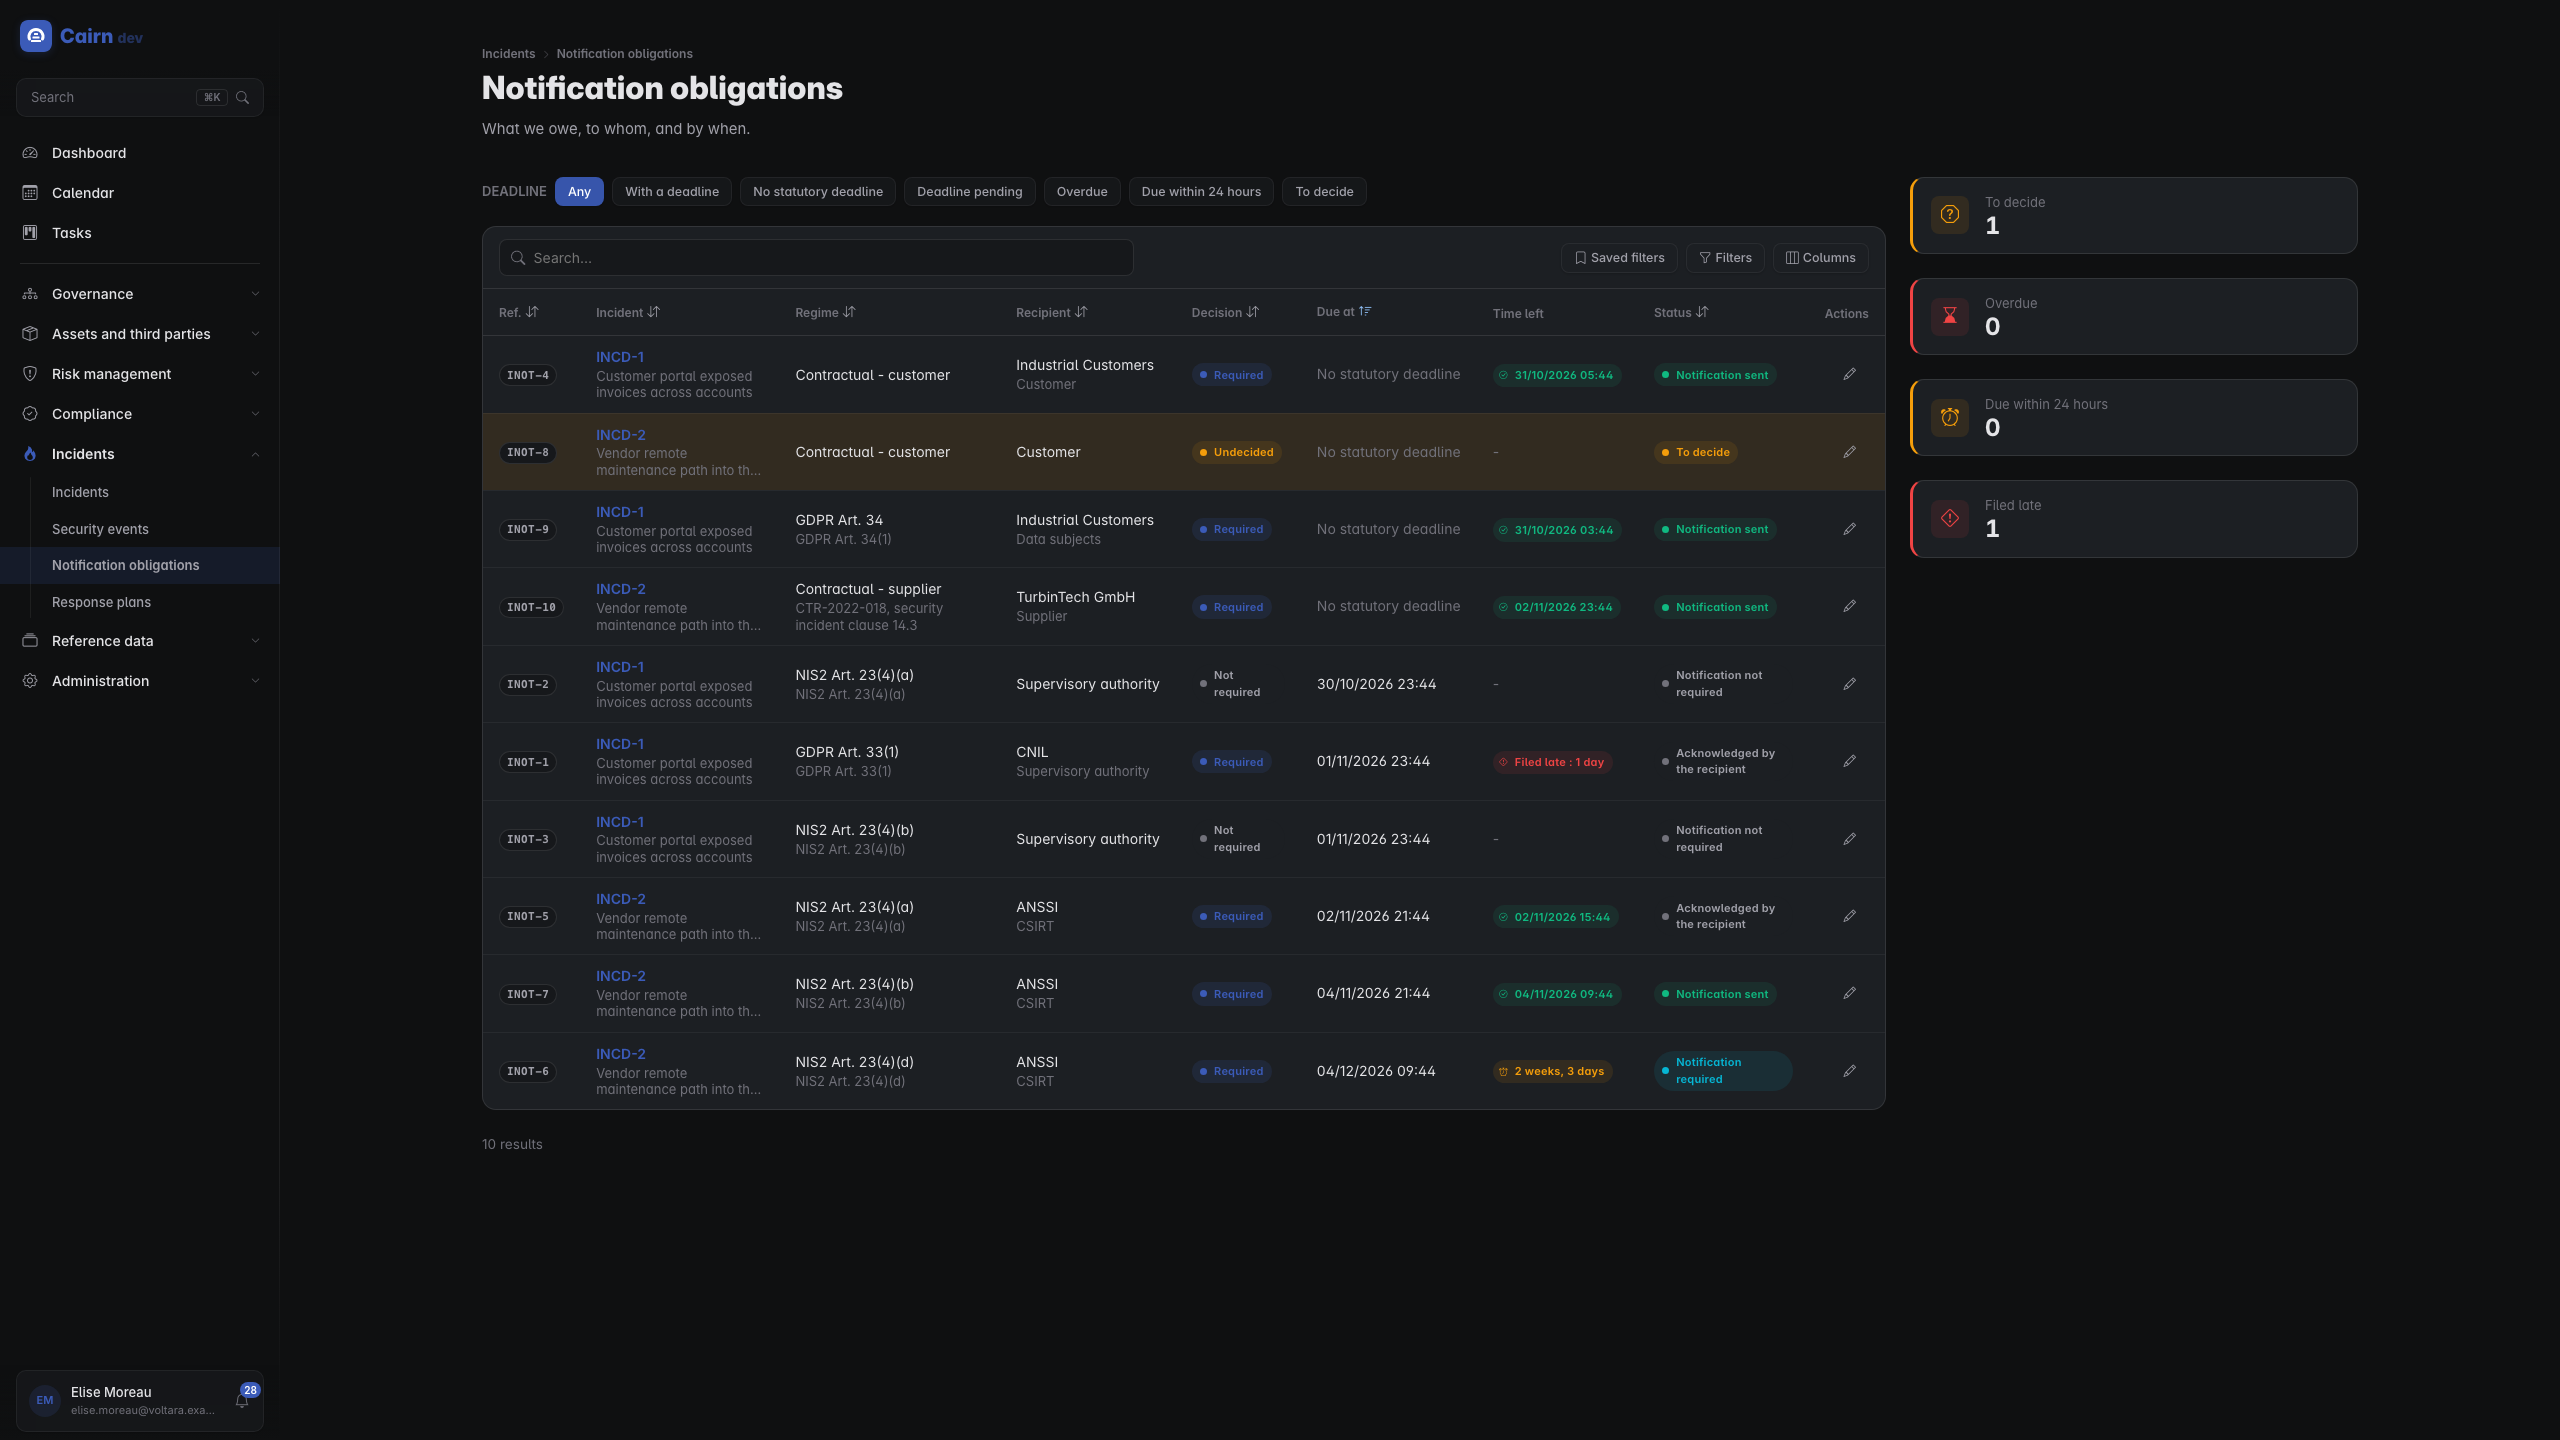 Cairn dev
Search ⌘K
Dashboard
Calendar
Tasks
Governance
Assets and third parties
Risk management
Compliance
Incidents
Incidents
Security events
Notification obligations
Response plans
Reference data
Administration
EM
Elise Moreau
elise.moreau@voltara.exa...
28
Incidents > Notification obligations
Notification obligations
What we owe, to whom, and by when.
DEADLINE Any With a deadline No statutory deadline Deadline pending Overdue Due within 24 hours To decide
Search... Saved filters Filters Columns
Ref. Incident Regime Recipient Decision Due at Time left Status Actions
INOT-4
INCD-1
Customer portal exposed
invoices across accounts
Contractual - customer
Industrial Customers
Customer
Required
No statutory deadline
31/10/2026 05:44
Notification sent
INOT-8
INCD-2
Vendor remote
maintenance path into th...
Contractual - customer
Customer
Undecided
No statutory deadline
-
To decide
INOT-9
INCD-1
Customer portal exposed
invoices across accounts
GDPR Art. 34
GDPR Art. 34(1)
Industrial Customers
Data subjects
Required
No statutory deadline
31/10/2026 03:44
Notification sent
INOT-10
INCD-2
Vendor remote
maintenance path into th...
Contractual - supplier
CTR-2022-018, security
incident clause 14.3
TurbinTech GmbH
Supplier
Required
No statutory deadline
02/11/2026 23:44
Notification sent
INOT-2
INCD-1
Customer portal exposed
invoices across accounts
NIS2 Art. 23(4)(a)
NIS2 Art. 23(4)(a)
Supervisory authority
Not
required
30/10/2026 23:44
-
Notification not
required
INOT-1
INCD-1
Customer portal exposed
invoices across accounts
GDPR Art. 33(1)
GDPR Art. 33(1)
CNIL
Supervisory authority
Required
01/11/2026 23:44
Filed late : 1 day
Acknowledged by
the recipient
INOT-3
INCD-1
Customer portal exposed
invoices across accounts
NIS2 Art. 23(4)(b)
NIS2 Art. 23(4)(b)
Supervisory authority
Not
required
01/11/2026 23:44
-
Notification not
required
INOT-5
INCD-2
Vendor remote
maintenance path into th...
NIS2 Art. 23(4)(a)
NIS2 Art. 23(4)(a)
ANSSI
CSIRT
Required
02/11/2026 21:44
02/11/2026 15:44
Acknowledged by
the recipient
INOT-7
INCD-2
Vendor remote
maintenance path into th...
NIS2 Art. 23(4)(b)
NIS2 Art. 23(4)(b)
ANSSI
CSIRT
Required
04/11/2026 21:44
04/11/2026 09:44
Notification sent
INOT-6
INCD-2
Vendor remote
maintenance path into th...
NIS2 Art. 23(4)(d)
NIS2 Art. 23(4)(d)
ANSSI
CSIRT
Required
04/12/2026 09:44
2 weeks, 3 days
Notification
required
10 results
To decide
1
Overdue
0
Due within 24 hours
0
Filed late
1